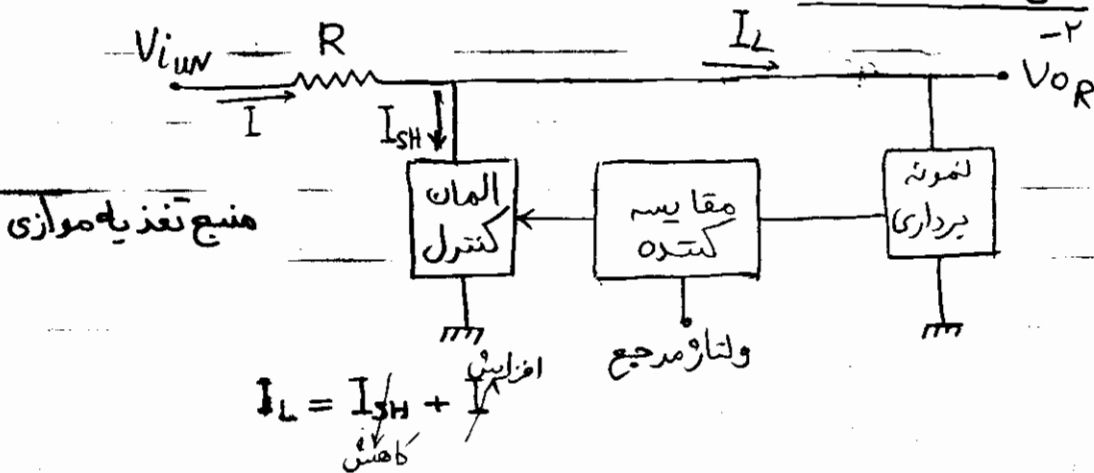 -۲
Vi_UN
R
I_L
Vo_R
I
I_SH
منبع تغذیه موازی
المان
کنترل
مقایسه
کننده
نمونه
برداری
ولتاژ مرجع
افزایش
I_L = I_SH + I
کاهش